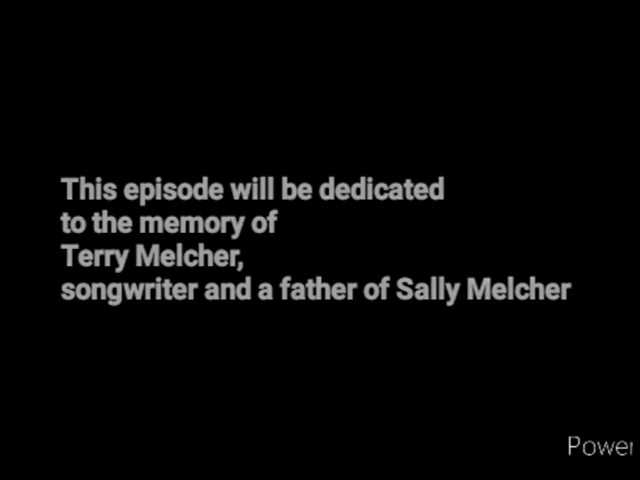 This episode will be dedicated
to the memory of
Terry Melcher,
songwriter and a father of Sally Melcher
Power